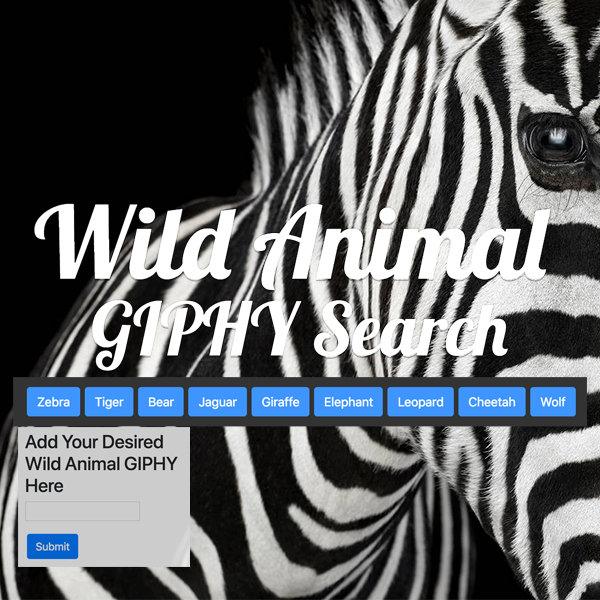 Wild Animal
GIPHY Search
Zebra Tiger Bear Jaguar Giraffe Elephant Leopard Cheetah Wolf
Add Your Desired
Wild Animal GIPHY
Here
Submit